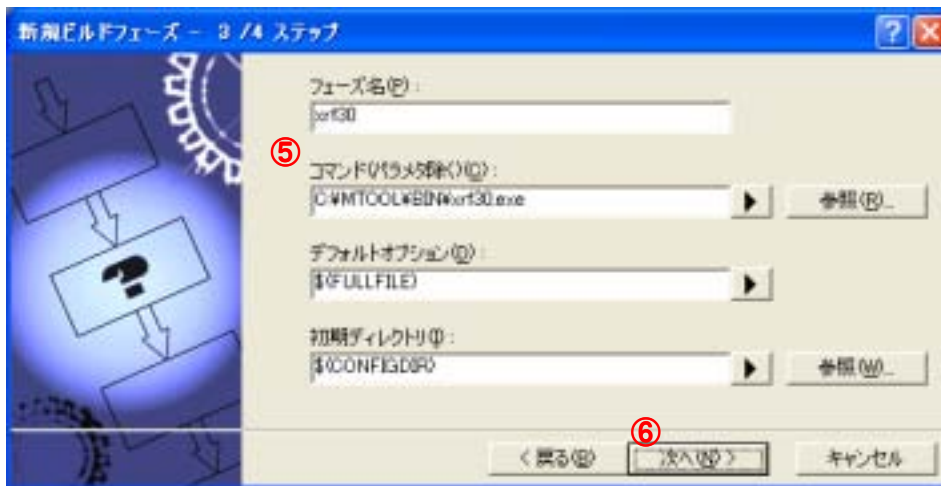 新規ビルドフェーズ - 3/4 ステップ
フェーズ名(P):
xrf30
⑤
コマンド(パラメタ除く)(C):
C:¥MTOOL¥BIN¥xrf30.exe
参照(R)...
デフォルトオプション(O):
$(FULLFILE)
初期ディレクトリ(I):
$(CONFIGDIR)
参照(W)...
⑥
< 戻る(B)
次へ(N) >
キャンセル